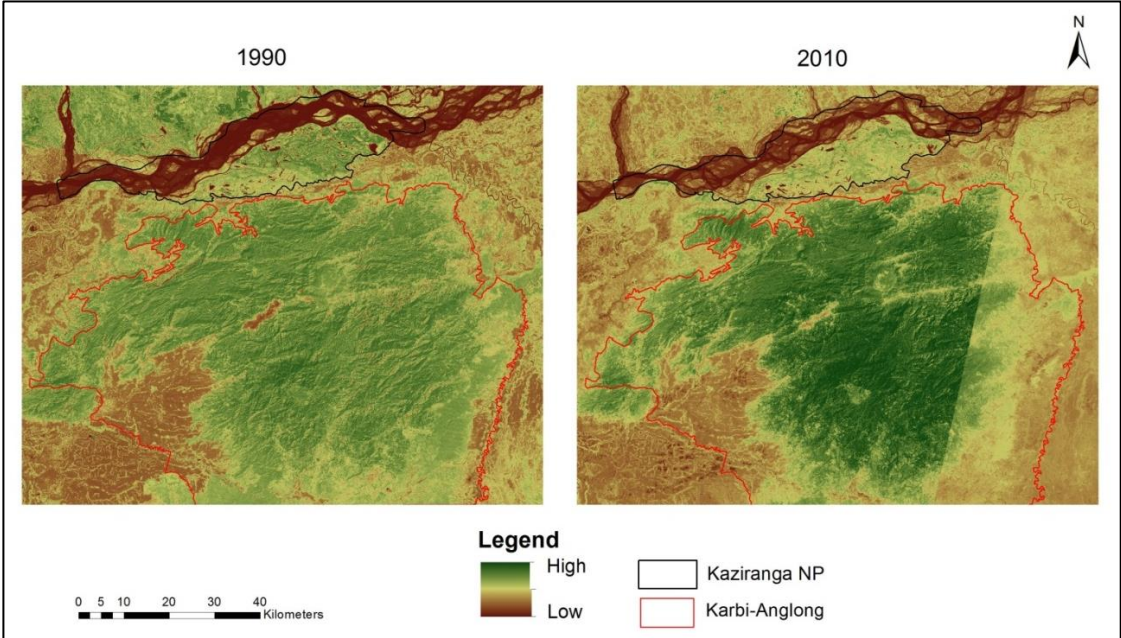 N
1990
2010
Legend
High
Low
Kaziranga NP
Karbi-Anglong
0 5 10 20 30 40
Kilometers